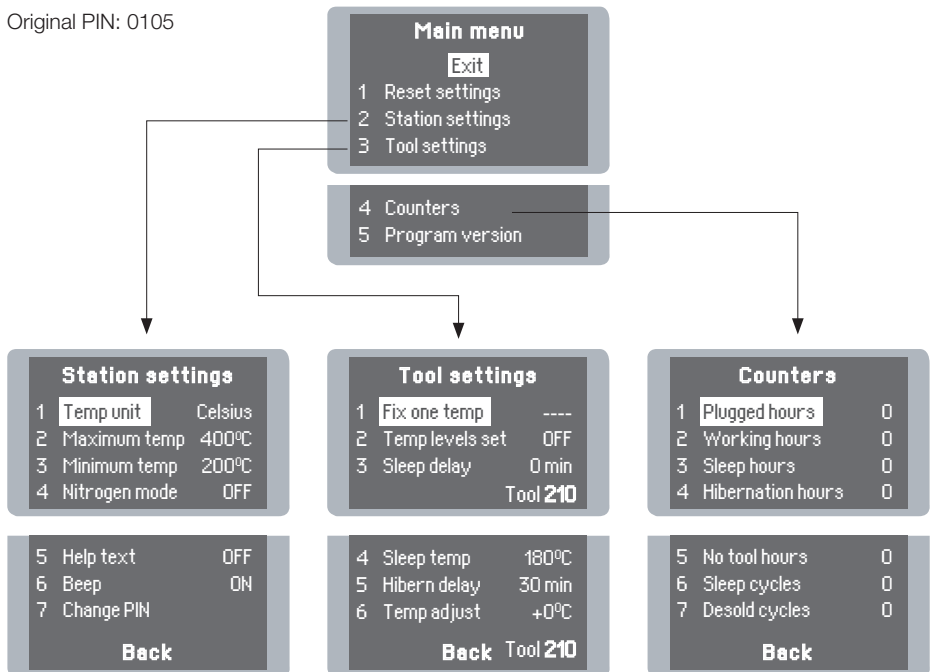 Original PIN: 0105
Main menu
Exit
1 Reset settings
2 Station settings
3 Tool settings
4 Counters
5 Program version
Station settings
1 Temp unit Celsius
2 Maximum temp 400ºC
3 Minimum temp 200ºC
4 Nitrogen mode OFF
5 Help text OFF
6 Beep ON
7 Change PIN
Back
Tool settings
1 Fix one temp ----
2 Temp levels set OFF
3 Sleep delay 0 min
Tool 210
4 Sleep temp 180ºC
5 Hibern delay 30 min
6 Temp adjust +0ºC
Back Tool 210
Counters
1 Plugged hours 0
2 Working hours 0
3 Sleep hours 0
4 Hibernation hours 0
5 No tool hours 0
6 Sleep cycles 0
7 Desold cycles 0
Back